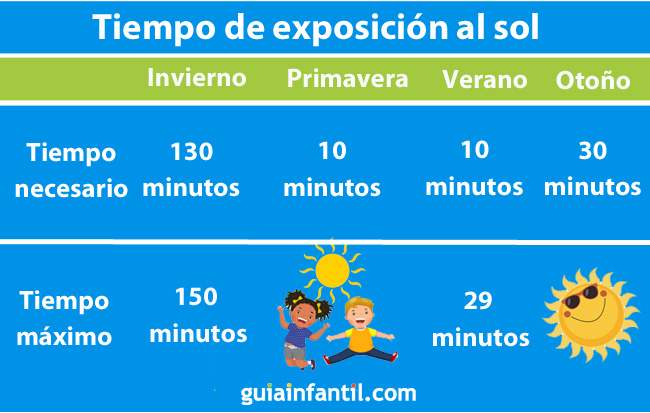 Tiempo de exposición al sol
Invierno Primavera Verano Otoño
Tiempo necesario 130 minutos 10 minutos 10 minutos 30 minutos
Tiempo máximo 150 minutos 29 minutos
guiainfantil.com